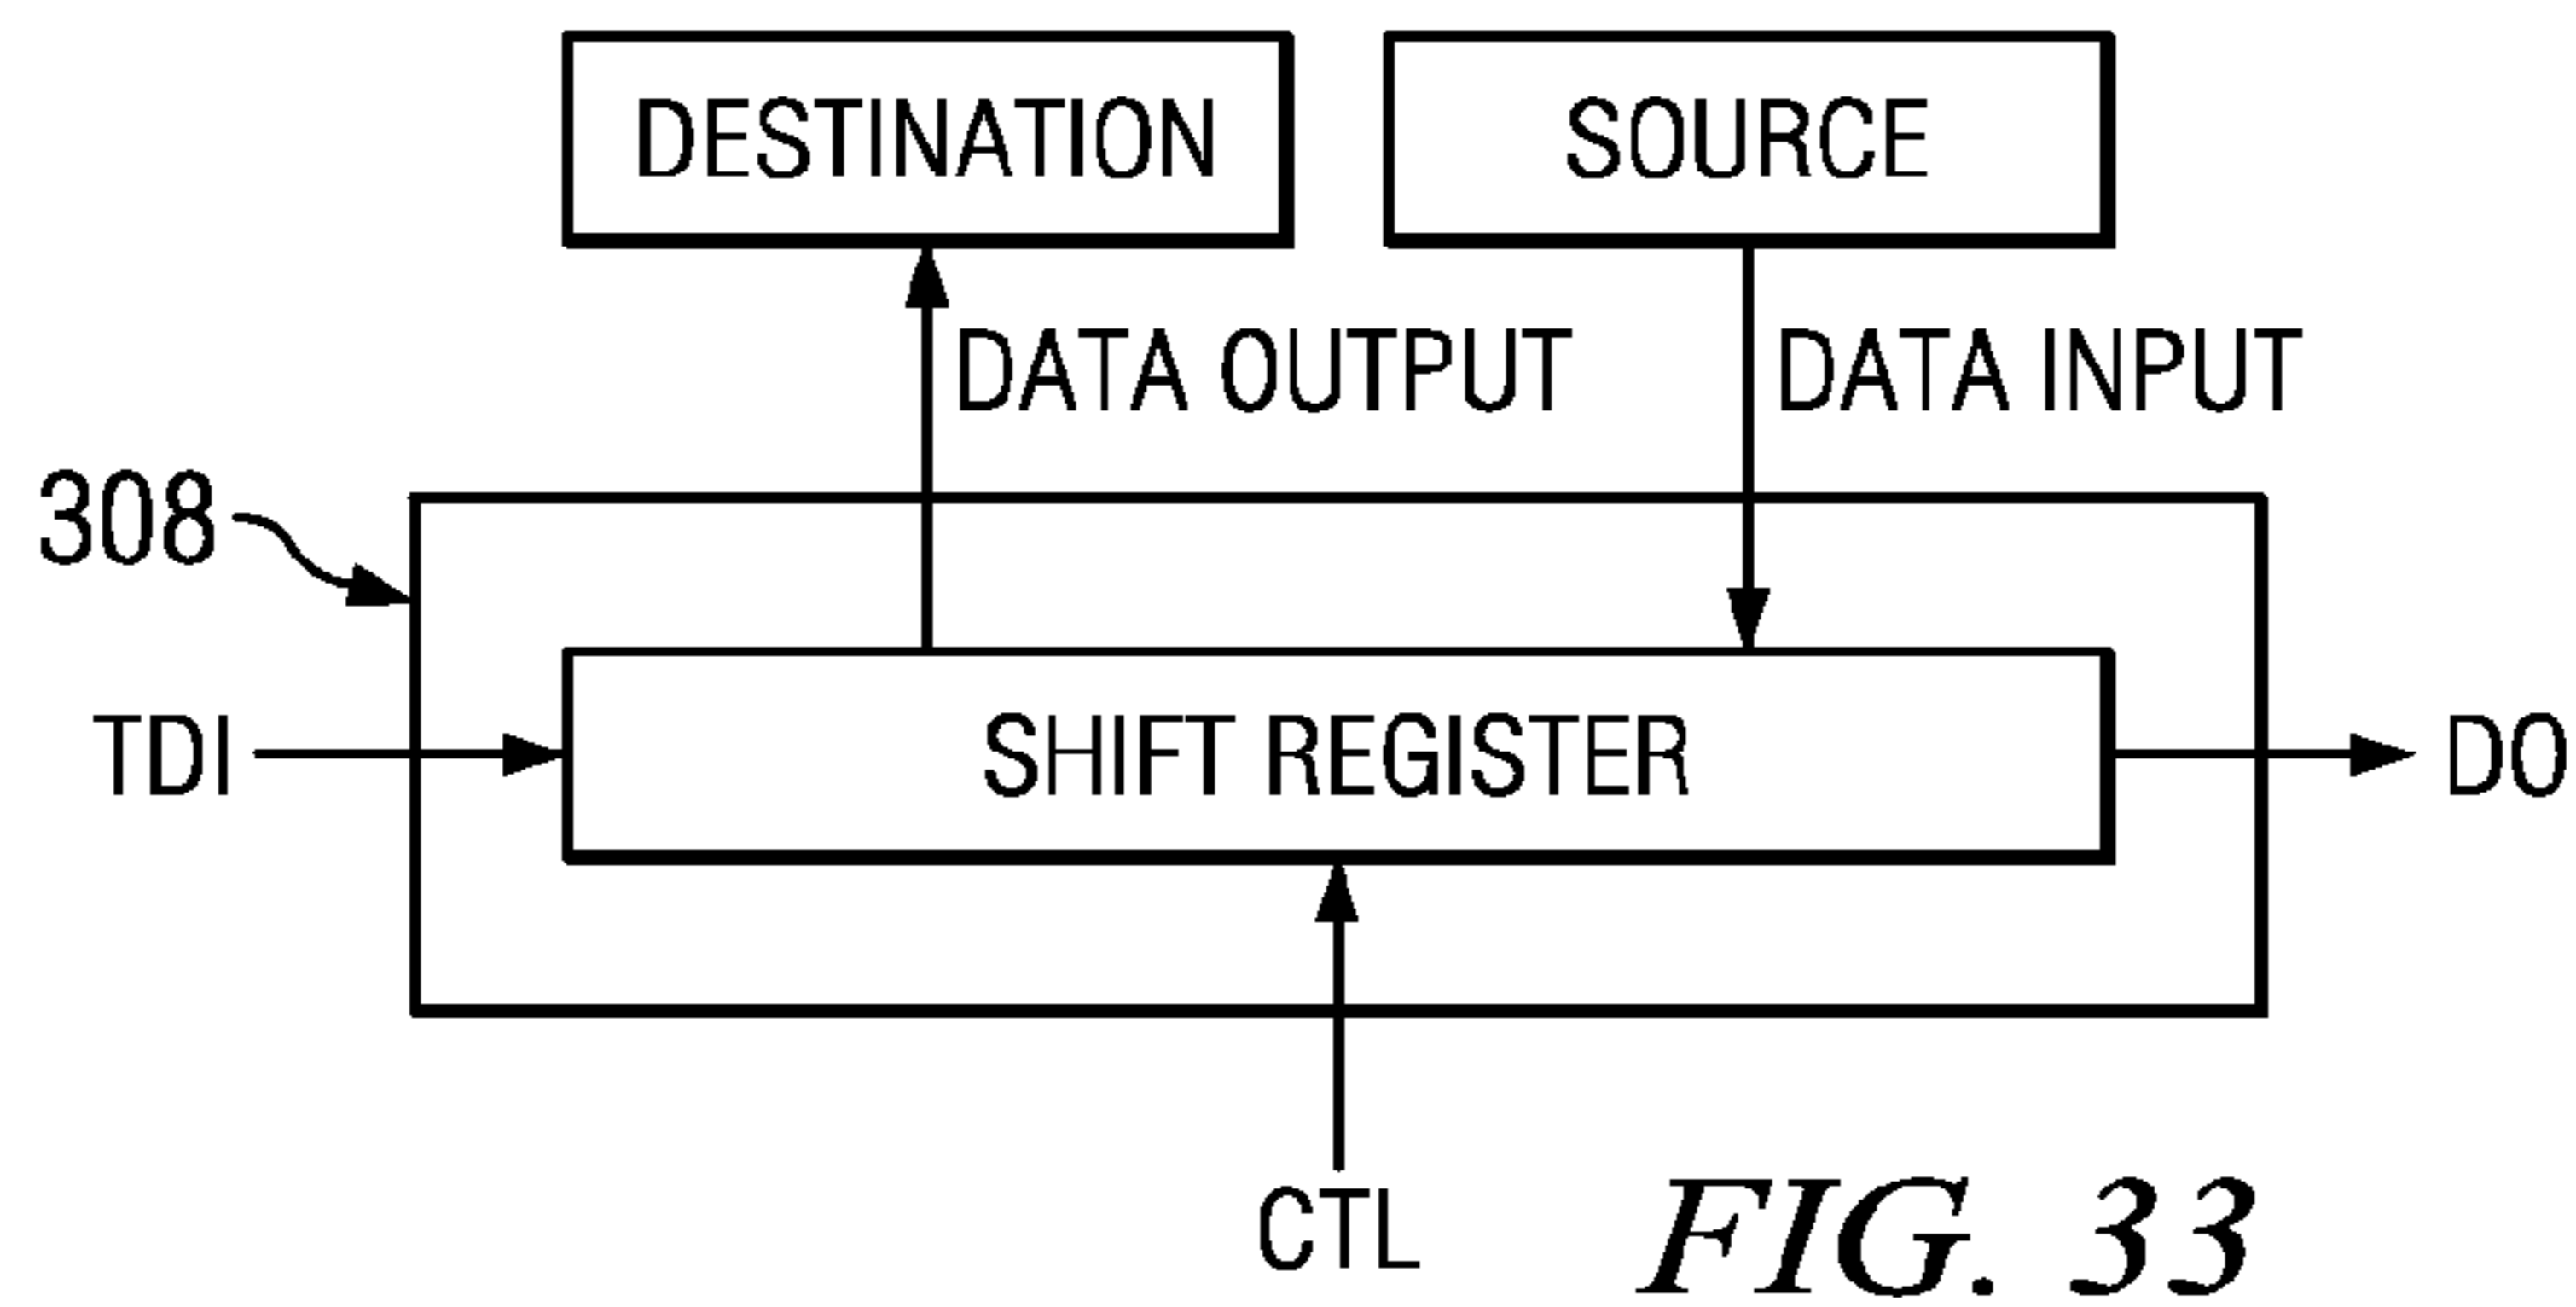 DESTINATION
SOURCE
DATA OUTPUT
DATA INPUT
308
TDI
SHIFT REGISTER
DO
CTL
FIG. 33